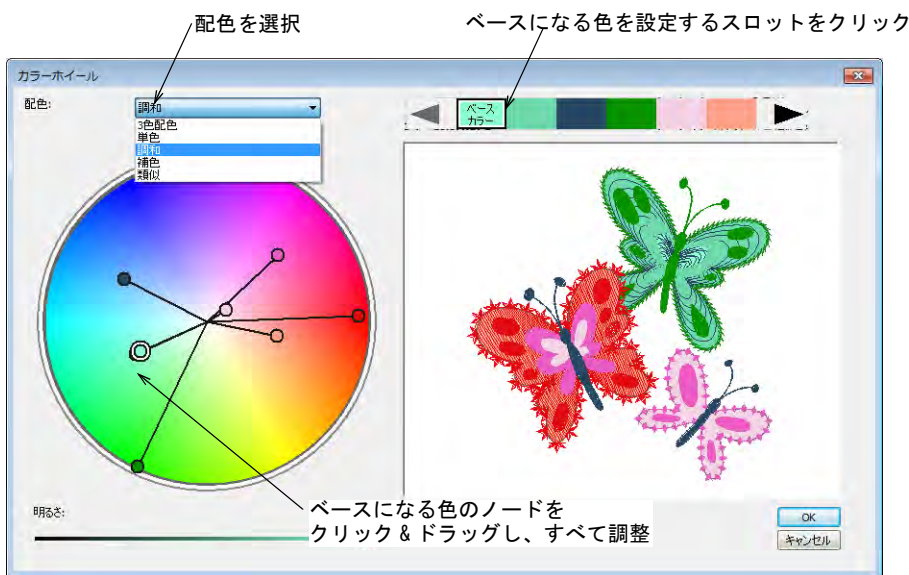 配色を選択
ベースになる色を設定するスロットをクリック
カラーホイール
配色:
調和
3色配色
単色
調和
補色
類似
ベース
カラー
ベースになる色のノードを
クリック&ドラッグし、すべて調整
明るさ:
OK
キャンセル